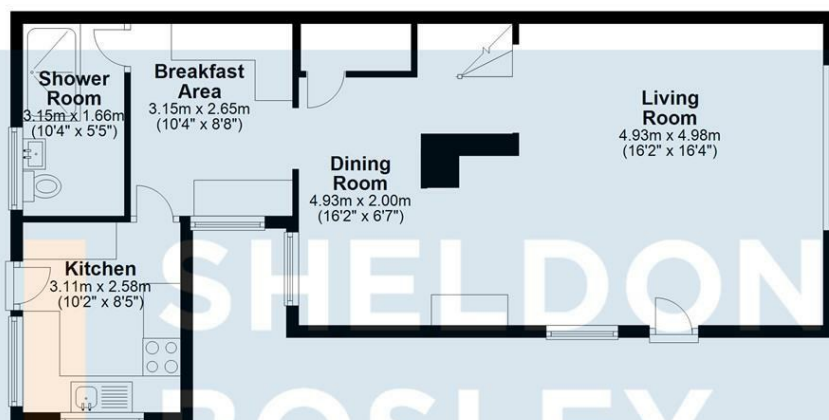 Shower
Room
3.15m x 1.66m
(10'4" x 5'5")
Breakfast
Area
3.15m x 2.65m
(10'4" x 8'8")
Living
Room
4.93m x 4.98m
(16'2" x 16'4")
Dining
Room
4.93m x 2.00m
(16'2" x 6'7")
Kitchen
3.11m x 2.58m
(10'2" x 8'5")
SHELDON
BOSLEY